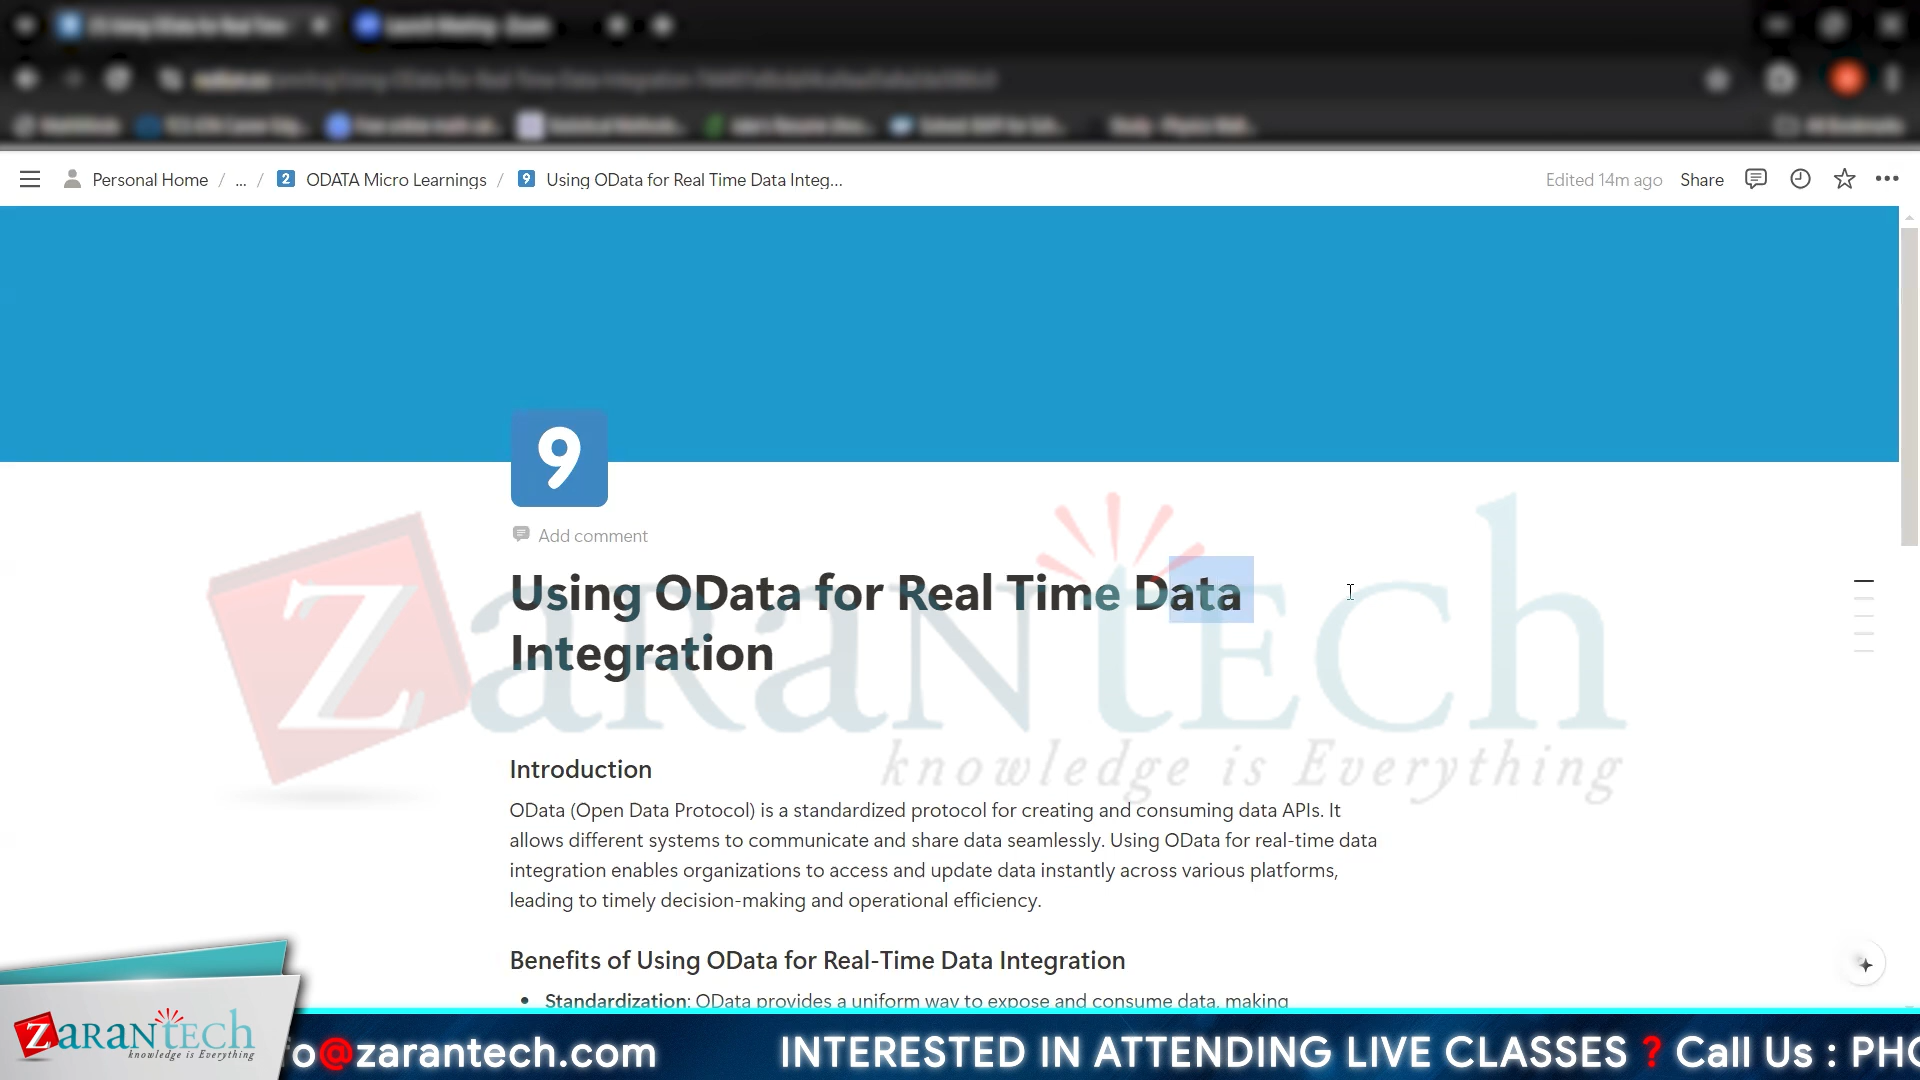 Personal Home / ... / 2 ODATA Micro Learnings / 9 Using OData for Real Time Data Integ...
Edited 14m ago Share
9
Add comment
Using OData for Real Time Data
Integration
ZaranTech
knowledge is Everything
Introduction
OData (Open Data Protocol) is a standardized protocol for creating and consuming data APIs. It
allows different systems to communicate and share data seamlessly. Using OData for real-time data
integration enables organizations to access and update data instantly across various platforms,
leading to timely decision-making and operational efficiency.
Benefits of Using OData for Real-Time Data Integration
• Standardization: OData provides a uniform way to expose and consume data, making
ZaranTech
knowledge is Everything
fo@zarantech.com INTERESTED IN ATTENDING LIVE CLASSES ? Call Us : PHO